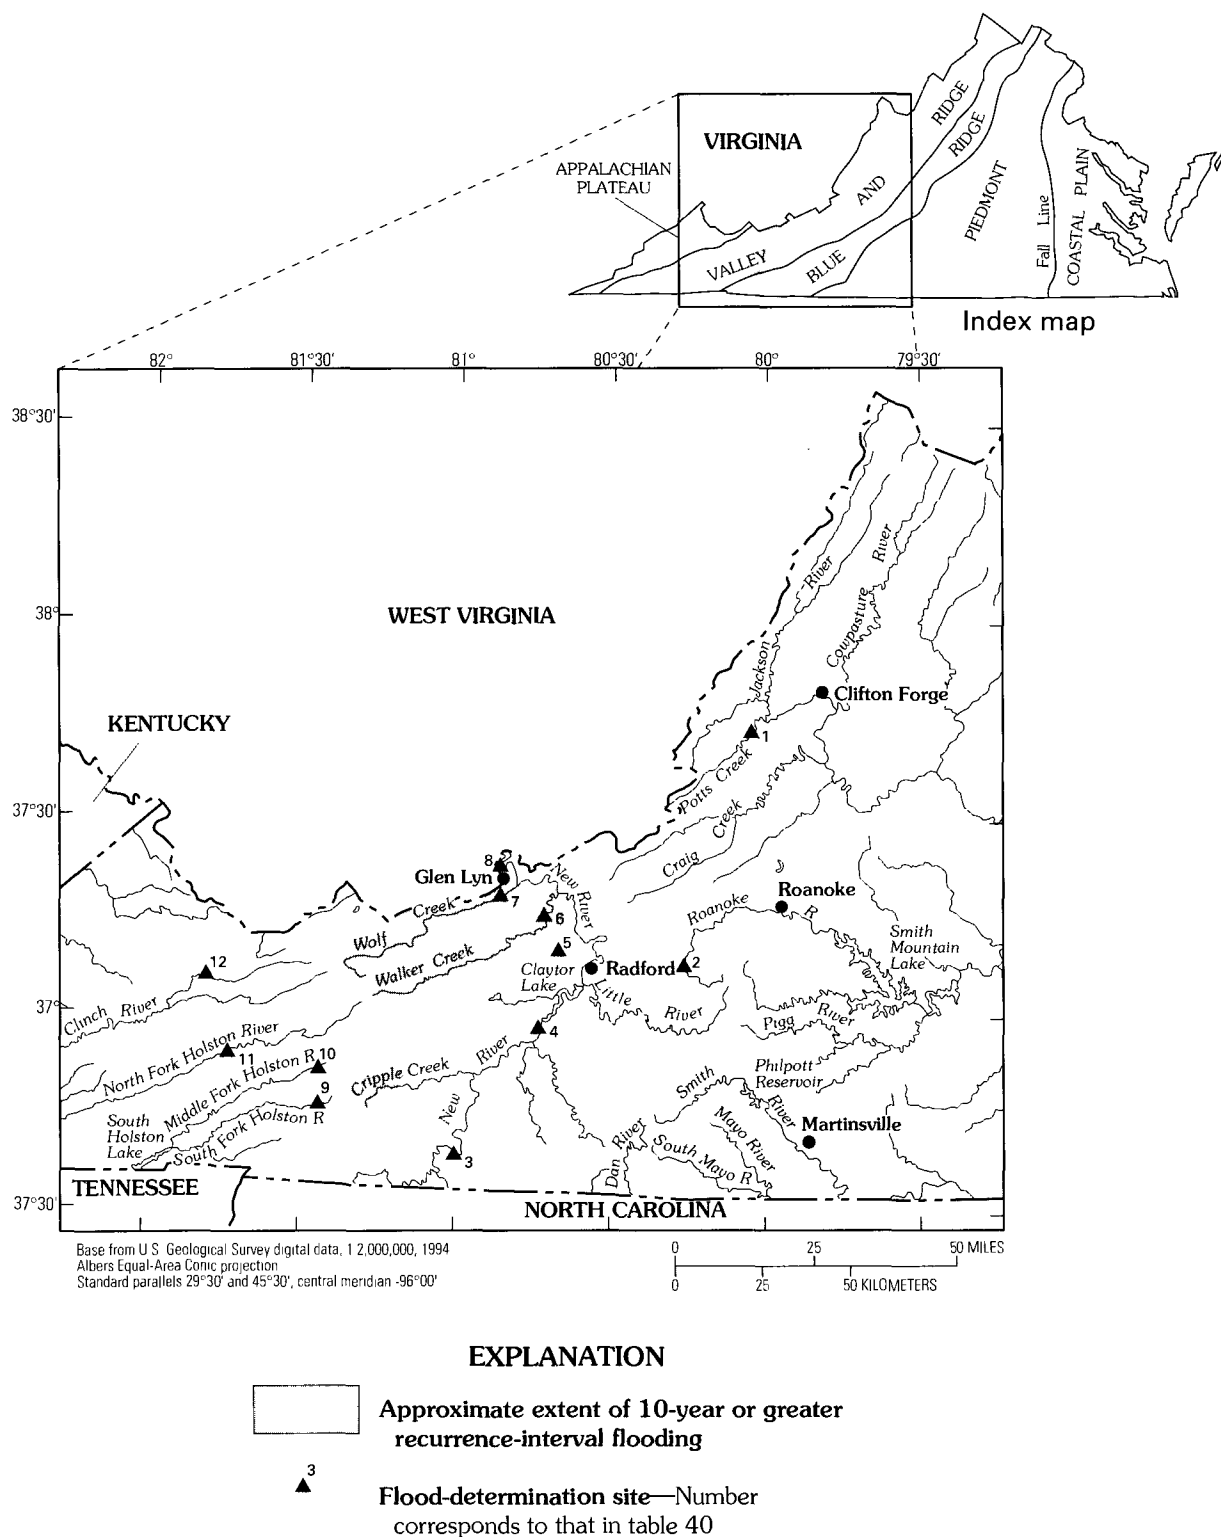 VIRGINIA
APPALACHIAN
PLATEAU
VALLEY
AND
RIDGE
BLUE
RIDGE
PIEDMONT
Fall Line
COASTAL PLAIN
Index map
82°
81°30'
81°
80°30'
80°
79°30'
38°30'
38°
37°30'
37°
37°30'
WEST VIRGINIA
KENTUCKY
TENNESSEE
NORTH CAROLINA
Jackson River
Cowpasture River
Clifton Forge
1
Potts Creek
Craig Creek
8
Glen Lyn
7
New River
6
Wolf Creek
Walker Creek
5
Claytor
Lake
Radford
2
Roanoke R
Roanoke
Smith
Mountain
Lake
Little River
Pigg River
Philpott
Reservoir
12
Clinch River
North Fork Holston River
11
Middle Fork Holston R
10
9
South
Holston
Lake
South Fork Holston R
Cripple Creek
New River
4
3
Smith River
Martinsville
Dan River
Mayo River
South Mayo R
Base from U.S. Geological Survey digital data, 1 2,000,000, 1994
Albers Equal-Area Conic projection
Standard parallels 29°30' and 45°30', central meridian -96°00'
0 25 50 MILES
0 25 50 KILOMETERS
EXPLANATION
Approximate extent of 10-year or greater
recurrence-interval flooding
3
Flood-determination site—Number
corresponds to that in table 40